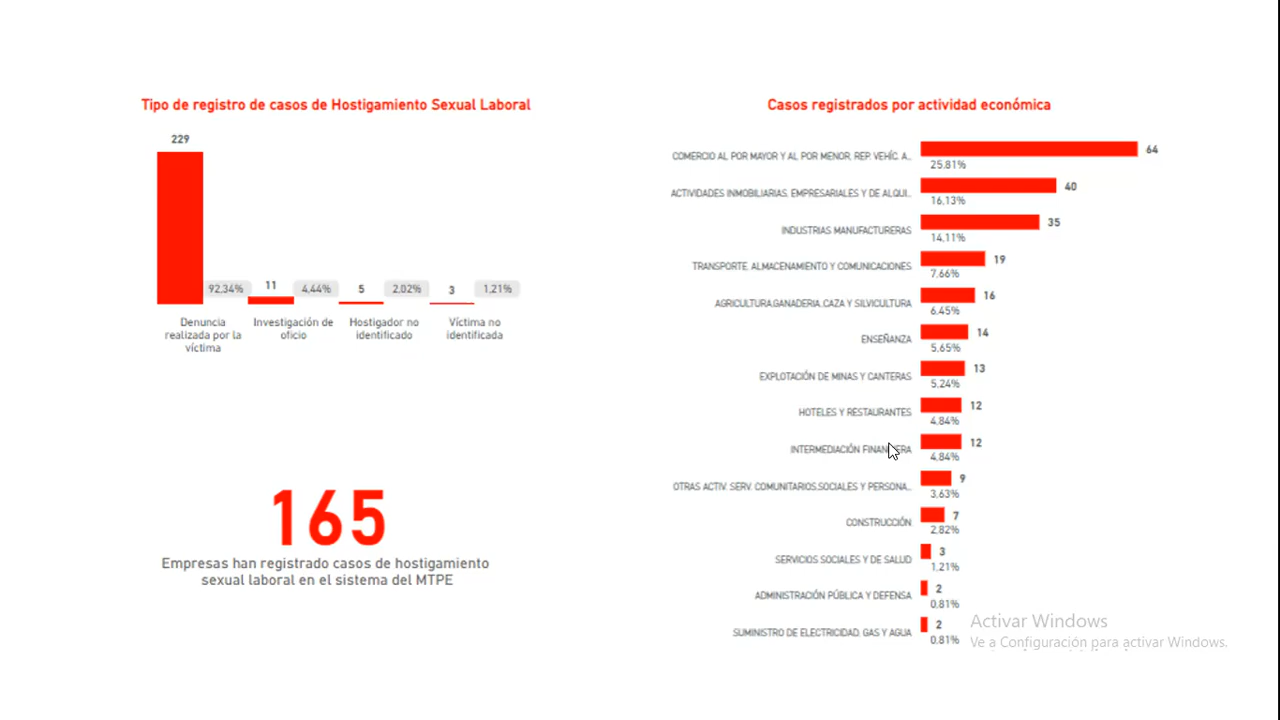 Tipo de registro de casos de Hostigamiento Sexual Laboral
229
92,34%
11
4,44%
5
2,02%
3
1,21%
Denuncia
realizada por la
víctima
Investigación de
oficio
Hostigador no
identificado
Víctima no
identificada
165
Empresas han registrado casos de hostigamiento
sexual laboral en el sistema del MTPE
Casos registrados por actividad económica
COMERCIO AL POR MAYOR Y AL POR MENOR, REP. VEHÍC. A...
64
25,81%
ACTIVIDADES INMOBILIARIAS, EMPRESARIALES Y DE ALQUI...
40
16,13%
INDUSTRIAS MANUFACTURERAS
35
14,11%
TRANSPORTE, ALMACENAMIENTO Y COMUNICACIONES
19
7,66%
AGRICULTURA,GANADERIA, CAZA Y SILVICULTURA
16
6,45%
ENSEÑANZA
14
5,65%
EXPLOTACIÓN DE MINAS Y CANTERAS
13
5,24%
HOTELES Y RESTAURANTES
12
4,84%
INTERMEDIACIÓN FINANCIERA
12
4,84%
OTRAS ACTIV. SERV. COMUNITARIOS,SOCIALES Y PERSONA...
9
3,63%
CONSTRUCCIÓN
7
2,82%
SERVICIOS SOCIALES Y DE SALUD
3
1,21%
ADMINISTRACIÓN PÚBLICA Y DEFENSA
2
0,81%
SUMINISTRO DE ELECTRICIDAD, GAS Y AGUA
2
0,81%
Activar Windows
Ve a Configuración para activar Windows.